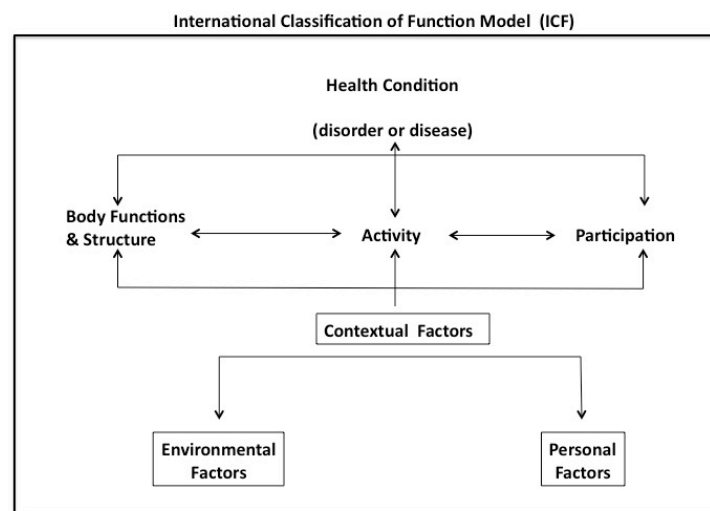 International Classification of Function Model (ICF)
Health Condition
(disorder or disease)
Body Functions
& Structure
Activity
Participation
Contextual Factors
Environmental
Factors
Personal
Factors